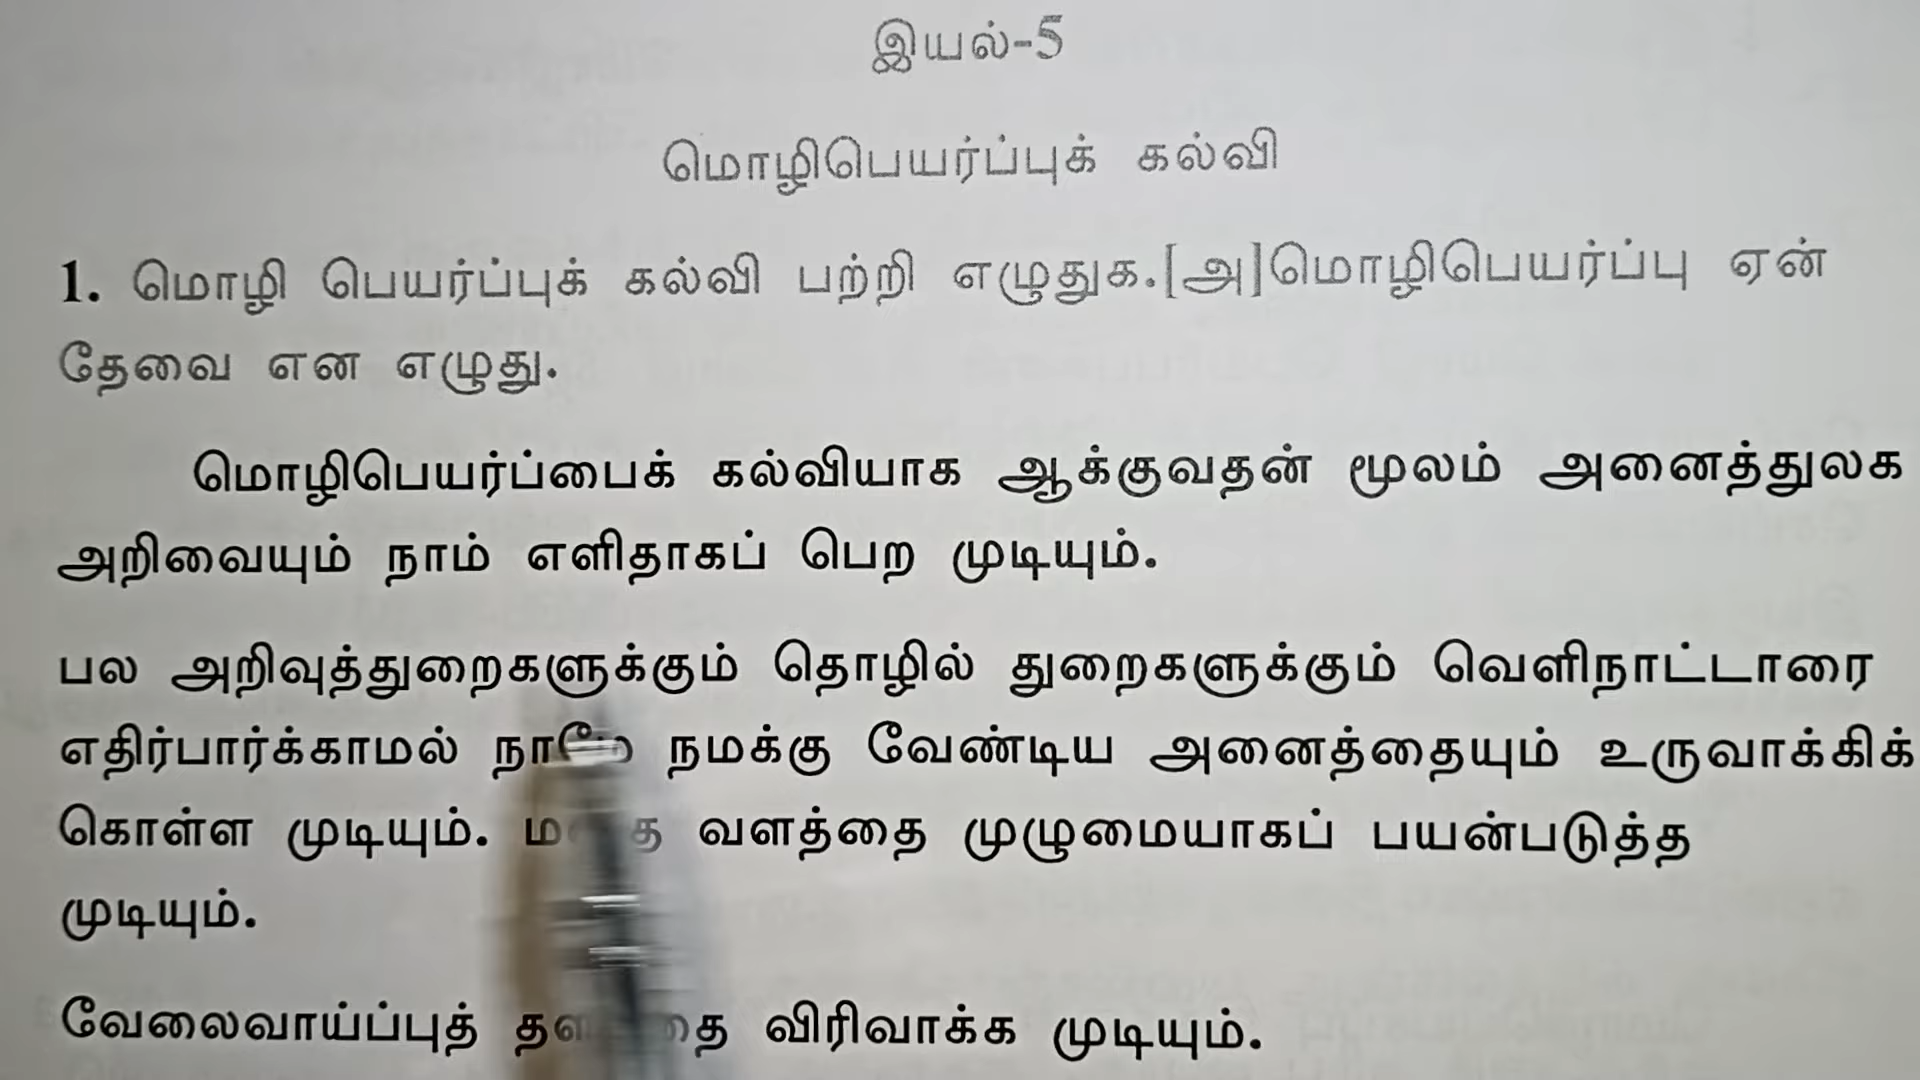 இயல்-5
மொழிபெயர்ப்புக் கல்வி
1. மொழி பெயர்ப்புக் கல்வி பற்றி எழுதுக.[அ]மொழிபெயர்ப்பு ஏன்
தேவை என எழுது.
மொழிபெயர்ப்பைக் கல்வியாக ஆக்குவதன் மூலம் அனைத்துலக
அறிவையும் நாம் எளிதாகப் பெற முடியும்.
பல அறிவுத்துறைகளுக்கும் தொழில் துறைகளுக்கும் வெளிநாட்டாரை
எதிர்பார்க்காமல் நமக்கு வேண்டிய அனைத்தையும் உருவாக்கிக்
கொள்ள முடியும். வளத்தை முழுமையாகப் பயன்படுத்த
முடியும்.
வேலைவாய்ப்புத் விரிவாக்க முடியும்.